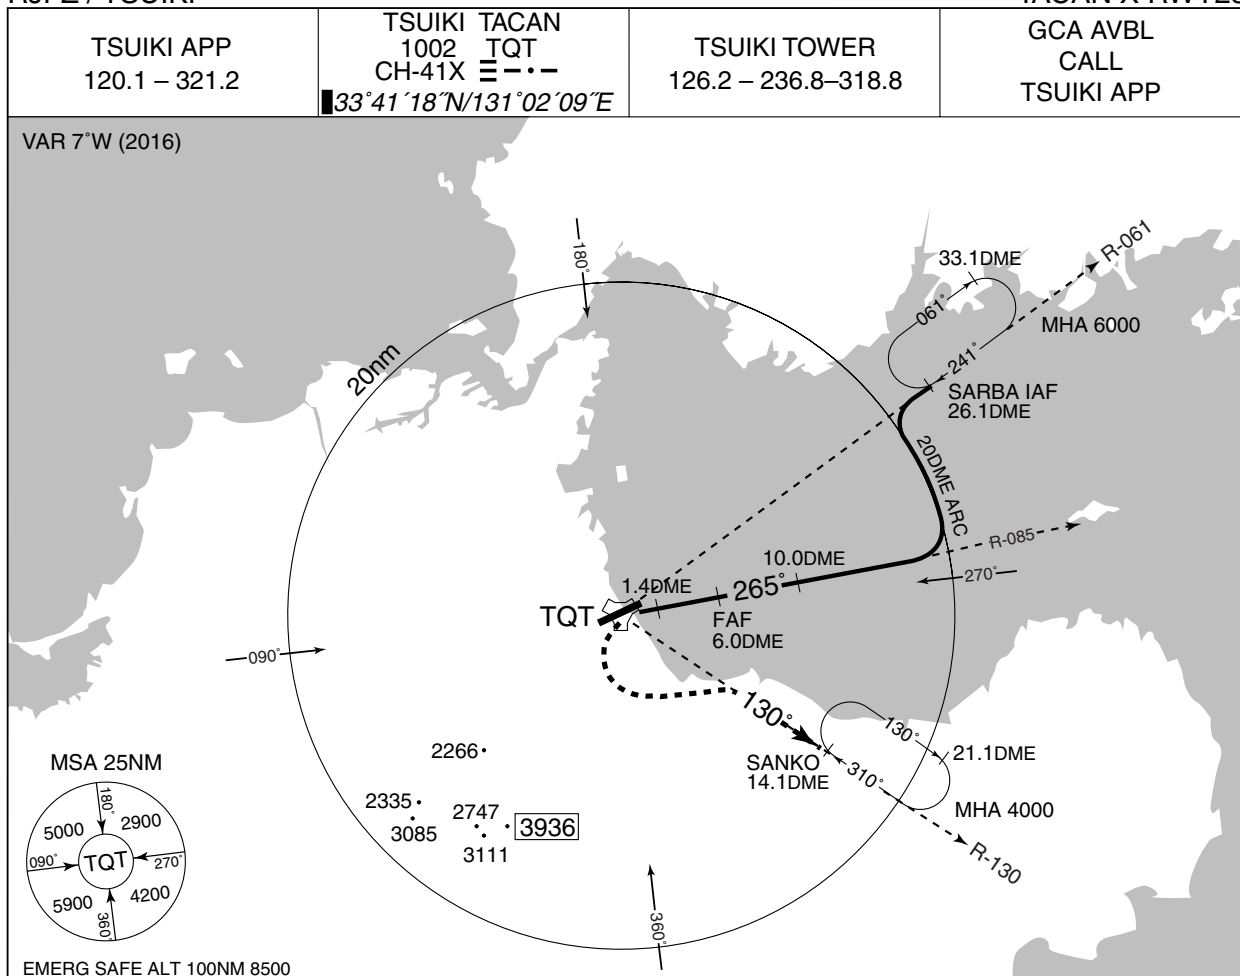 TSUIKI APP
120.1 – 321.2
TSUIKI TACAN
1002 TQT
CH-41X
33˚41´18˝N/131˚02´09˝E
TSUIKI TOWER
126.2 – 236.8–318.8
GCA AVBL
CALL
TSUIKI APP
VAR 7˚W (2016)
180˚
20nm
33.1DME
R-061
061˚
MHA 6000
241˚
SARBA IAF
26.1DME
20DME ARC
R-085
10.0DME
270˚
1.4DME
265˚
TQT
FAF
6.0DME
090˚
130˚
130˚
SANKO
14.1DME
21.1DME
310˚
MHA 4000
R-130
2266
2335
3085
2747
3111
3936
360˚
MSA 25NM
180˚
5000
2900
090˚
TQT
270˚
5900
4200
360˚
EMERG SAFE ALT 100NM 8500